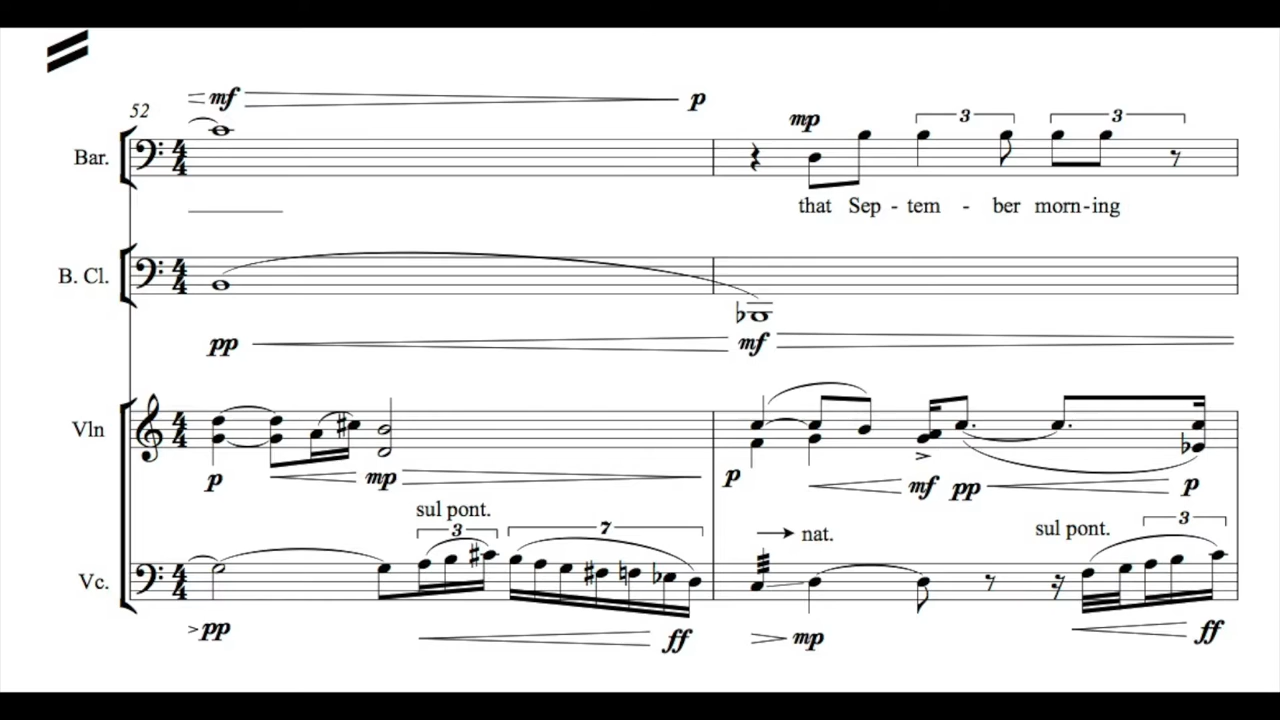 mf p
52
mp 3 3
Bar.
that Sep - tem - ber morn-ing
B. Cl.
pp mf
Vln
p mp p mf pp p
sul pont. sul pont.
3 7 nat. 3
Vc.
pp ff mp ff